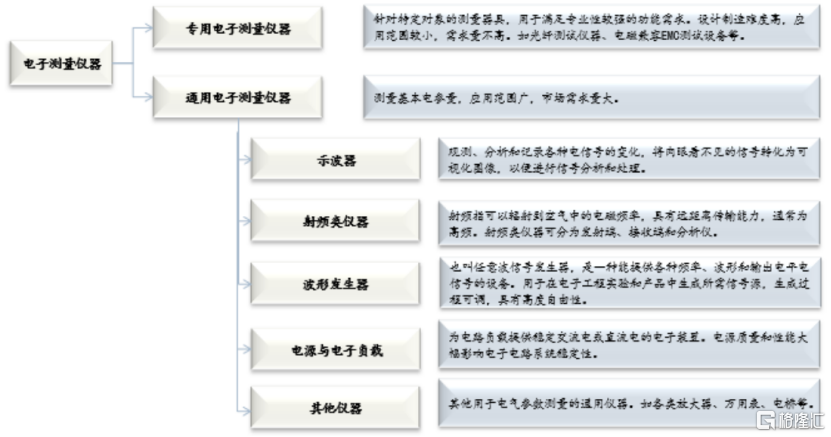 电子测量仪器
专用电子测量仪器
针对特定对象的测量器具，用于满足专业性较强的功能需求。设计制造难度高，应
用范围较小，需求量不高。如光纤测试仪器、电磁兼容EMC测试设备等。
通用电子测量仪器
测量基本电参量，应用范围广，市场需求量大。
示波器
观测、分析和记录各种电信号的变化，将肉眼看不见的信号转化为可
视化图像，以便进行信号分析和处理。
射频类仪器
射频指可以辐射到空气中的电磁频率，具有远距离传输能力，通常为
高频。射频类仪器可分为发射端、接收端和分析仪。
波形发生器
也叫任意波信号发生器，是一种能提供各种频率、波形和输出电平电
信号的设备。用于在电子工程实验和产品中生成所需信号源，生成过
程可调，具有高度自由性。
电源与电子负载
为电路负载提供稳定交流电或直流电的电子装置。电源质量和性能大
幅影响电子电路系统稳定性。
其他仪器
其他用于电气参数测量的通用仪器。如各类放大器、万用表、电桥等。
格隆汇